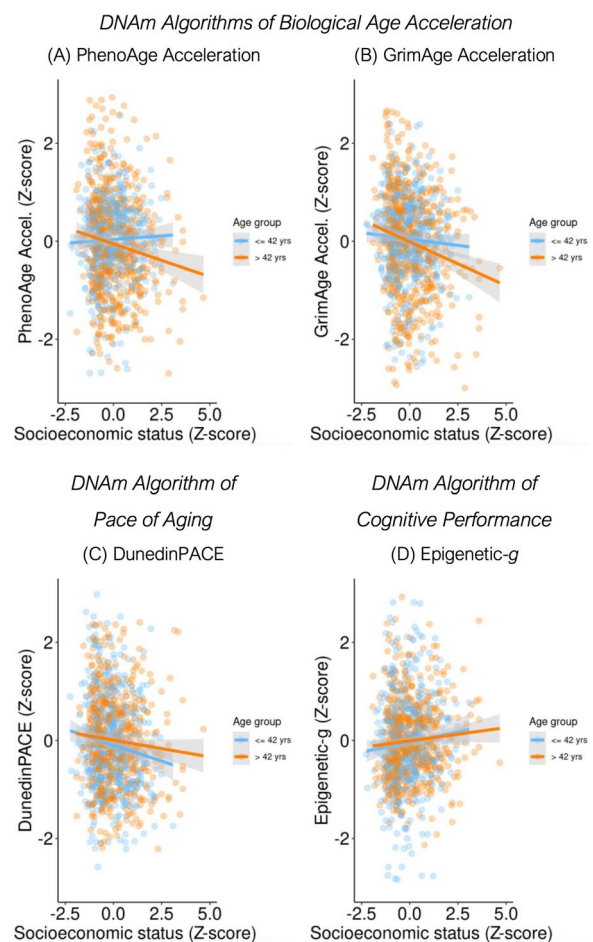 DNAm Algorithms of Biological Age Acceleration
(A) PhenoAge Acceleration
PhenoAge Accel. (Z-score)
2
0
-2
-2.5 0.0 2.5 5.0
Socioeconomic status (Z-score)
Age group
<= 42 yrs
> 42 yrs
(B) GrimAge Acceleration
GrimAge Accel. (Z-score)
2
0
-2
-2.5 0.0 2.5 5.0
Socioeconomic status (Z-score)
Age group
<= 42 yrs
> 42 yrs
DNAm Algorithm of
Pace of Aging
(C) DunedinPACE
DunedinPACE (Z-score)
2
0
-2
-2.5 0.0 2.5 5.0
Socioeconomic status (Z-score)
Age group
<= 42 yrs
> 42 yrs
DNAm Algorithm of
Cognitive Performance
(D) Epigenetic-g
Epigenetic-g (Z-score)
2
0
-2
-2.5 0.0 2.5 5.0
Socioeconomic status (Z-score)
Age group
<= 42 yrs
> 42 yrs